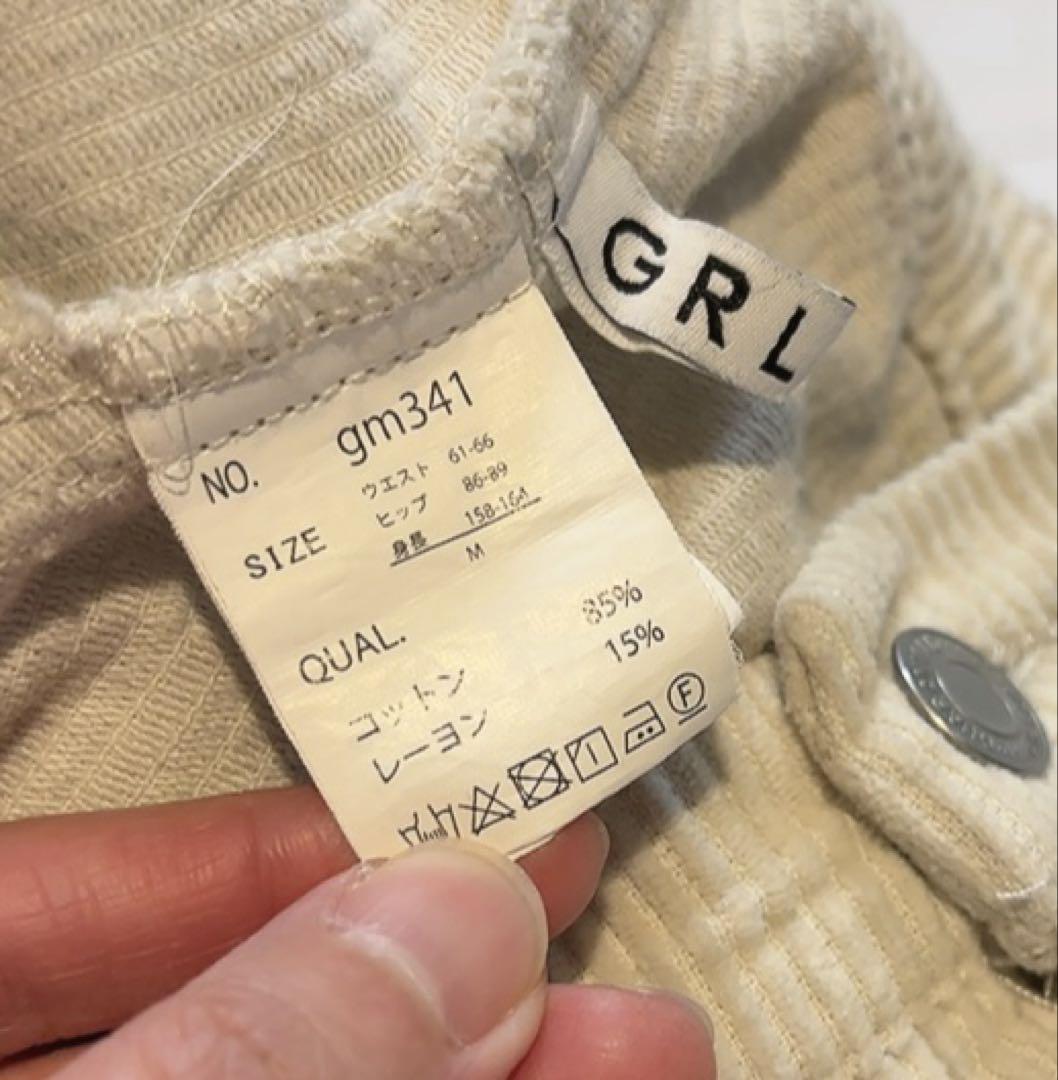 GRL
NO. gm341
SIZE
ウエスト 61-66
ヒップ 86-89
身長 158-164
M
QUAL.
コットン 85%
レーヨン 15%
F